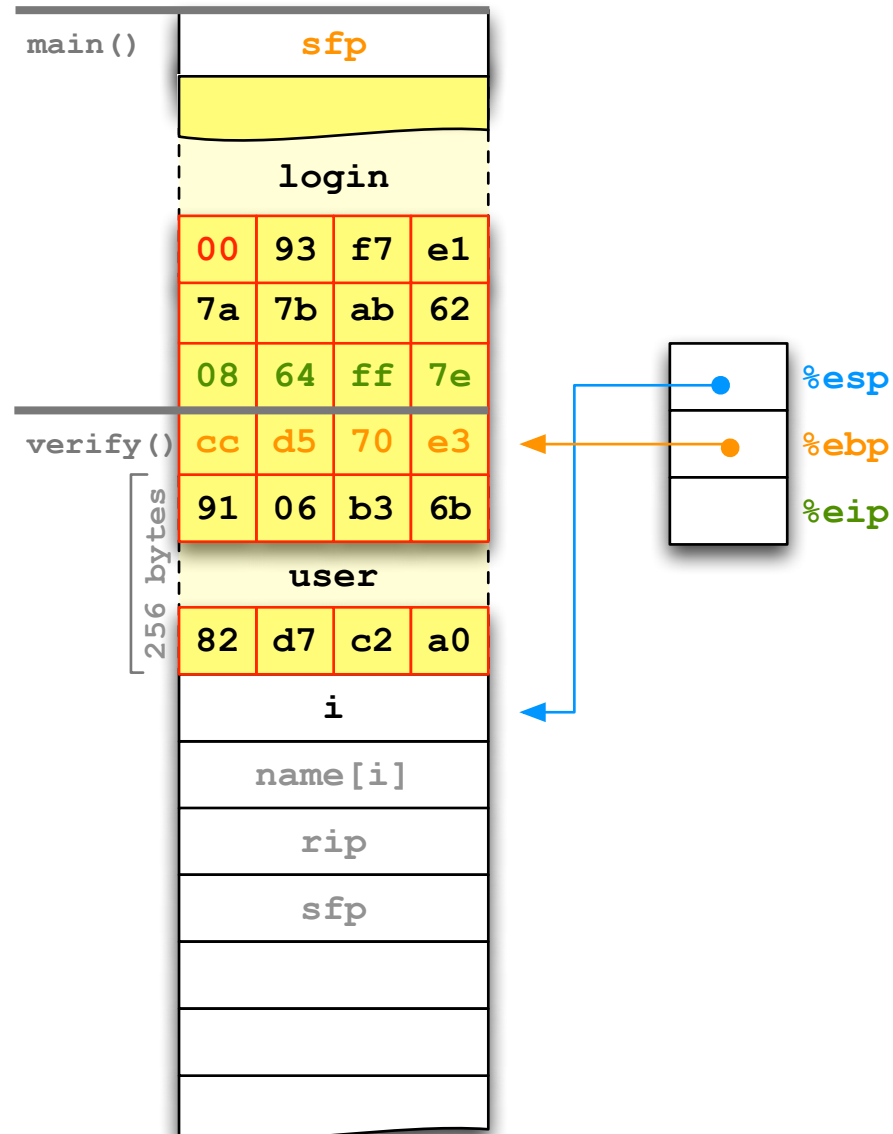 main() sfp
login
00 93 f7 e1
7a 7b ab 62
08 64 ff 7e %esp
verify() cc d5 70 e3 %ebp
91 06 b3 6b %eip
256 bytes
user
82 d7 c2 a0
i
name[i]
rip
sfp